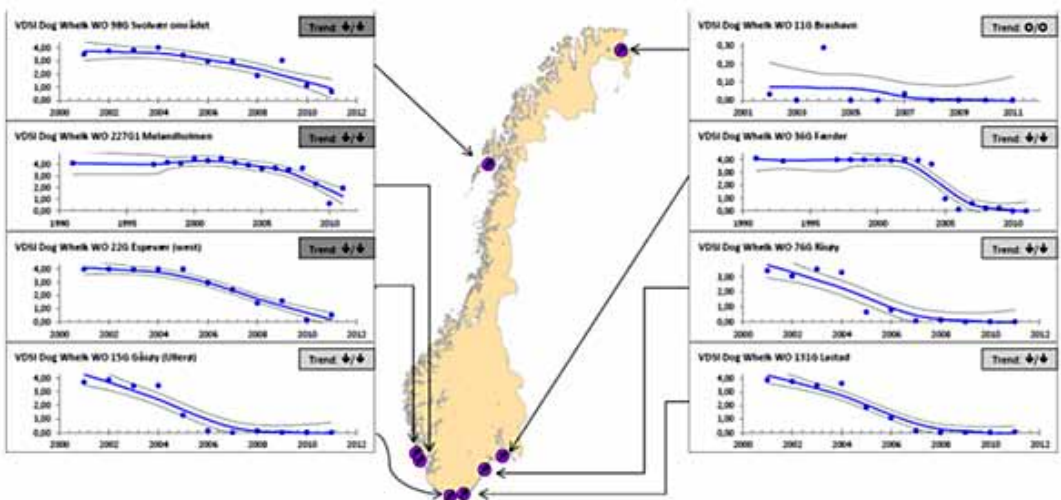 VDSI Dog Whelk WO 98G Svolvær området Trend: ↓/↓
4,00
3,00
2,00
1,00
0,00
2000 2002 2004 2006 2008 2010 2012
VDSI Dog Whelk WO 227G1 Melandholmen Trend: ↓/↓
4,00
3,00
2,00
1,00
0,00
1990 1995 2000 2005 2010
VDSI Dog Whelk WO 22G Espevær (west) Trend: ↓/↓
4,00
3,00
2,00
1,00
0,00
2000 2002 2004 2006 2008 2010 2012
VDSI Dog Whelk WO 15G Gåsøy (Ullerø) Trend: ↓/↓
4,00
3,00
2,00
1,00
0,00
2000 2002 2004 2006 2008 2010 2012
VDSI Dog Whelk WO 11G Brashavn Trend: O/O
0,30
0,20
0,10
0,00
2001 2003 2005 2007 2009 2011
VDSI Dog Whelk WO 36G Færder Trend: ↓/↓
4,00
3,00
2,00
1,00
0,00
1990 1995 2000 2005 2010
VDSI Dog Whelk WO 76G Risøy Trend: ↓/↓
3,00
2,00
1,00
0,00
2000 2002 2004 2006 2008 2010 2012
VDSI Dog Whelk WO 131G Lastad Trend: ↓/↓
4,00
3,00
2,00
1,00
0,00
2000 2002 2004 2006 2008 2010 2012